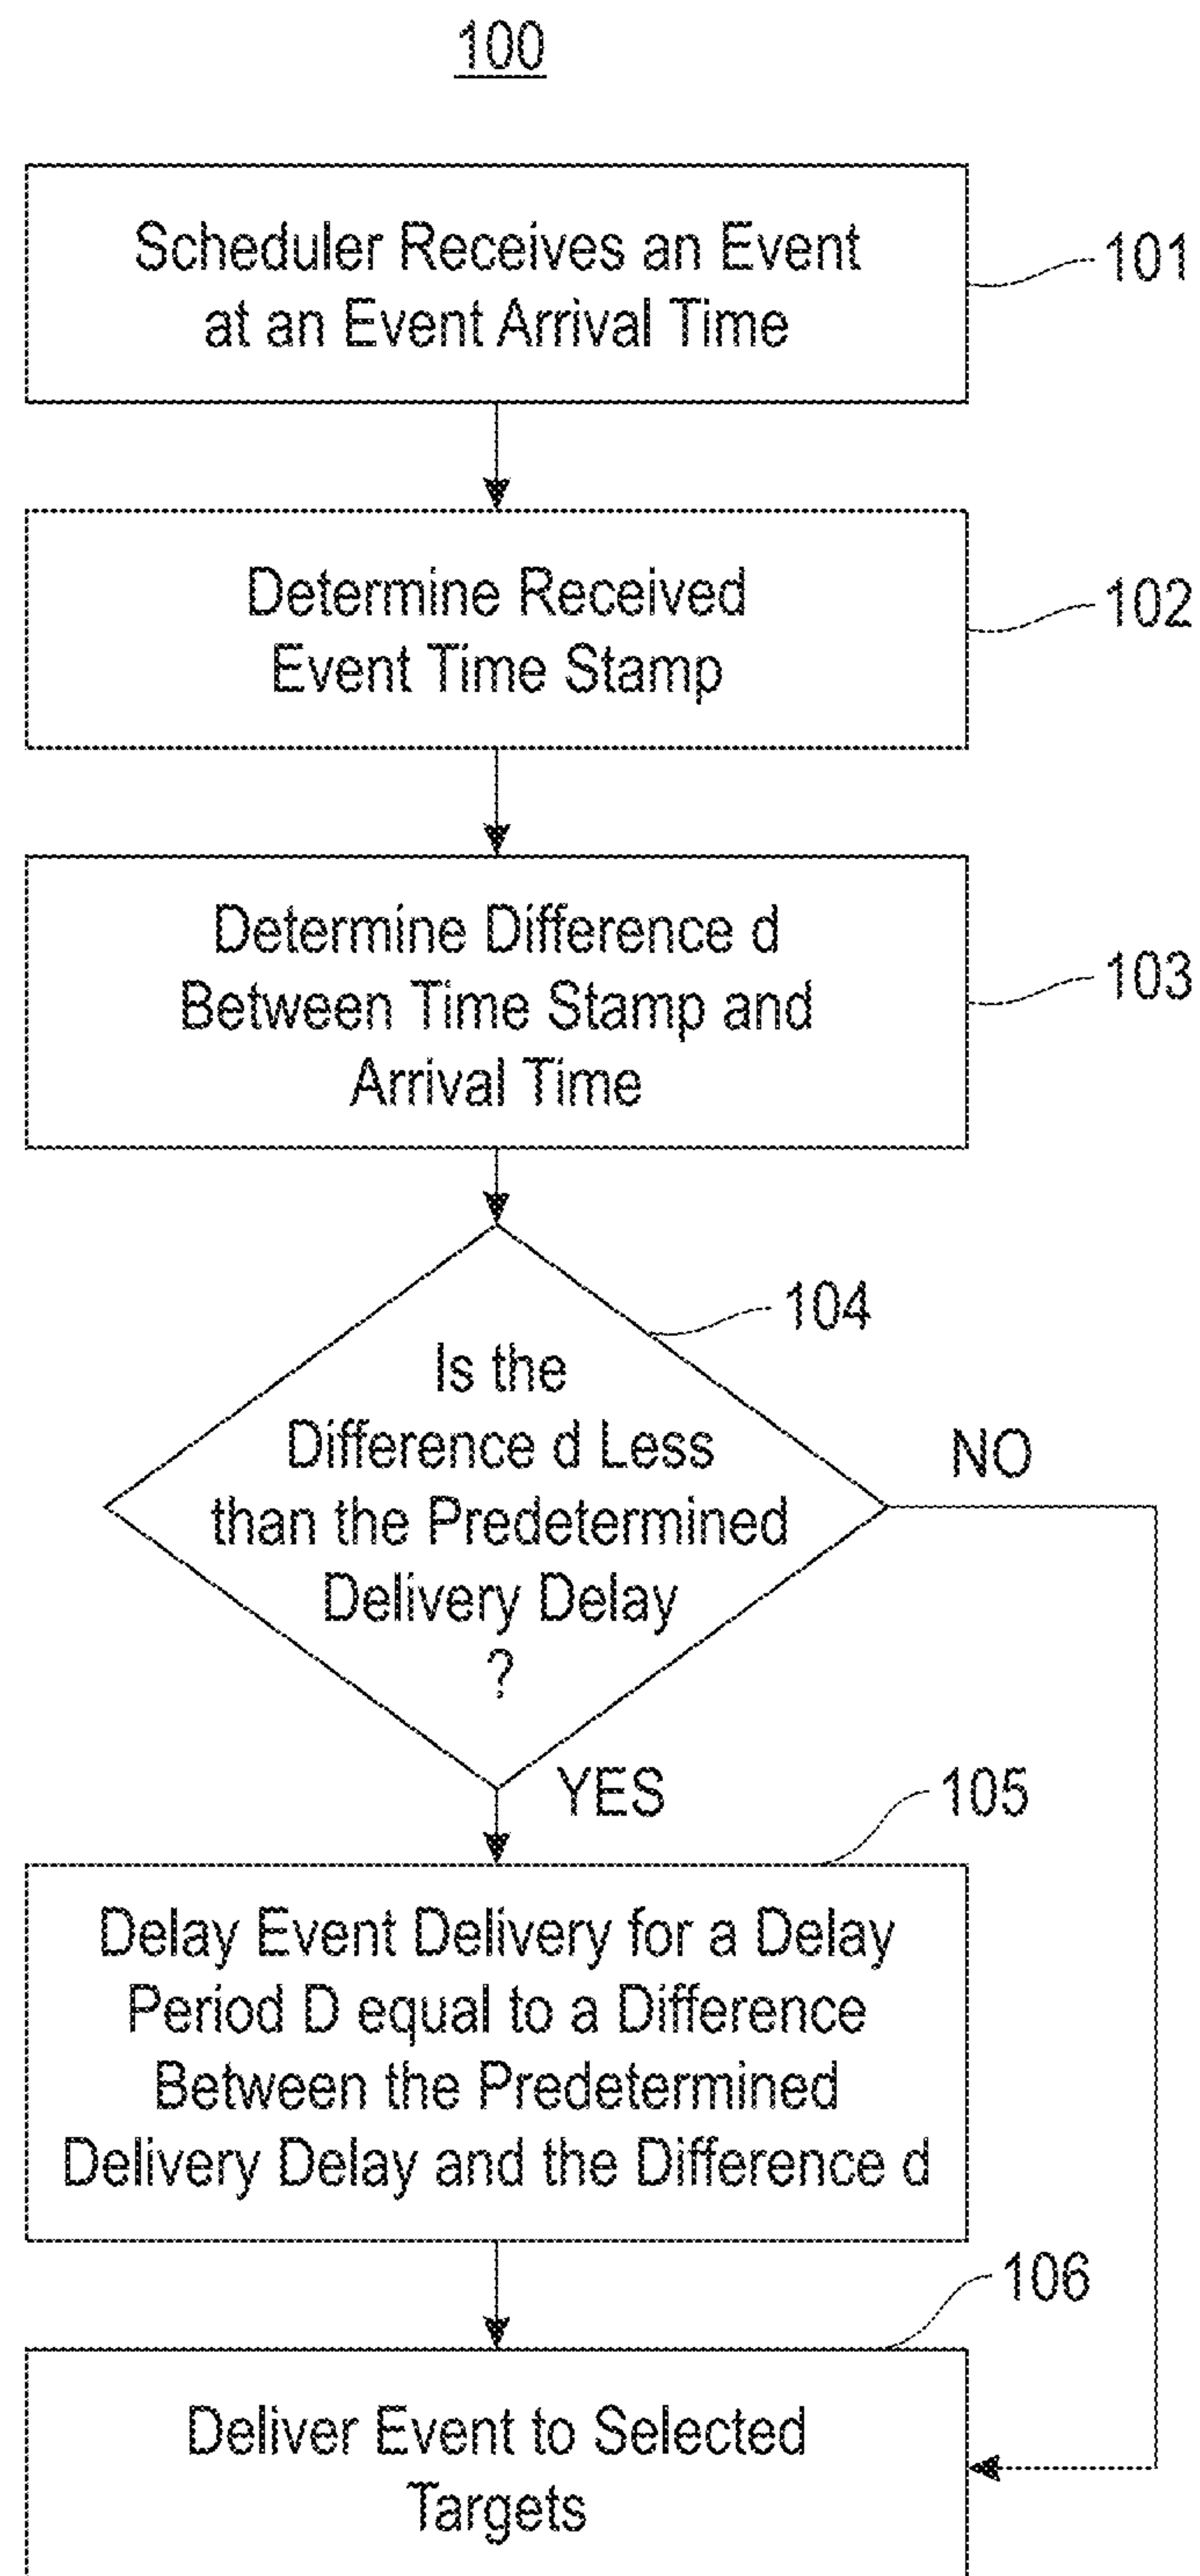 100
Scheduler Receives an Event
at an Event Arrival Time
101
Determine Received
Event Time Stamp
102
Determine Difference d
Between Time Stamp and
Arrival Time
103
104
Is the
Difference d Less
than the Predetermined
Delivery Delay
?
NO
YES
105
Delay Event Delivery for a Delay
Period D equal to a Difference
Between the Predetermined
Delivery Delay and the Difference d
106
Deliver Event to Selected
Targets